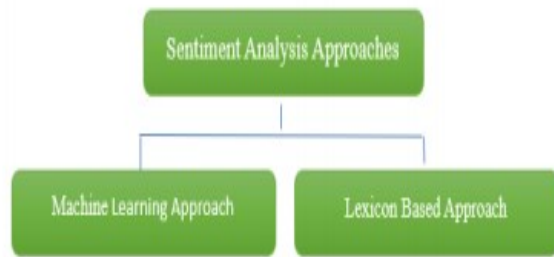 Sentiment Analysis Approaches
Machine Learning Approach
Lexicon Based Approach